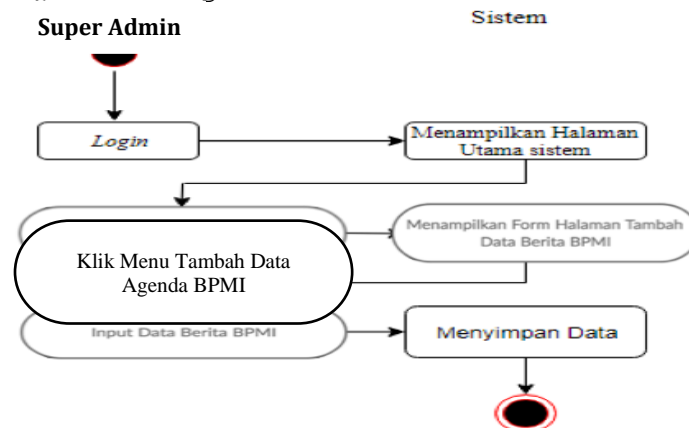 Super Admin
Sistem
Login
Menampilkan Halaman
Utama sistem
Menampilkan Form Halaman Tambah
Data Berita BPMI
Klik Menu Tambah Data
Agenda BPMI
Input Data Berita BPMI
Menyimpan Data